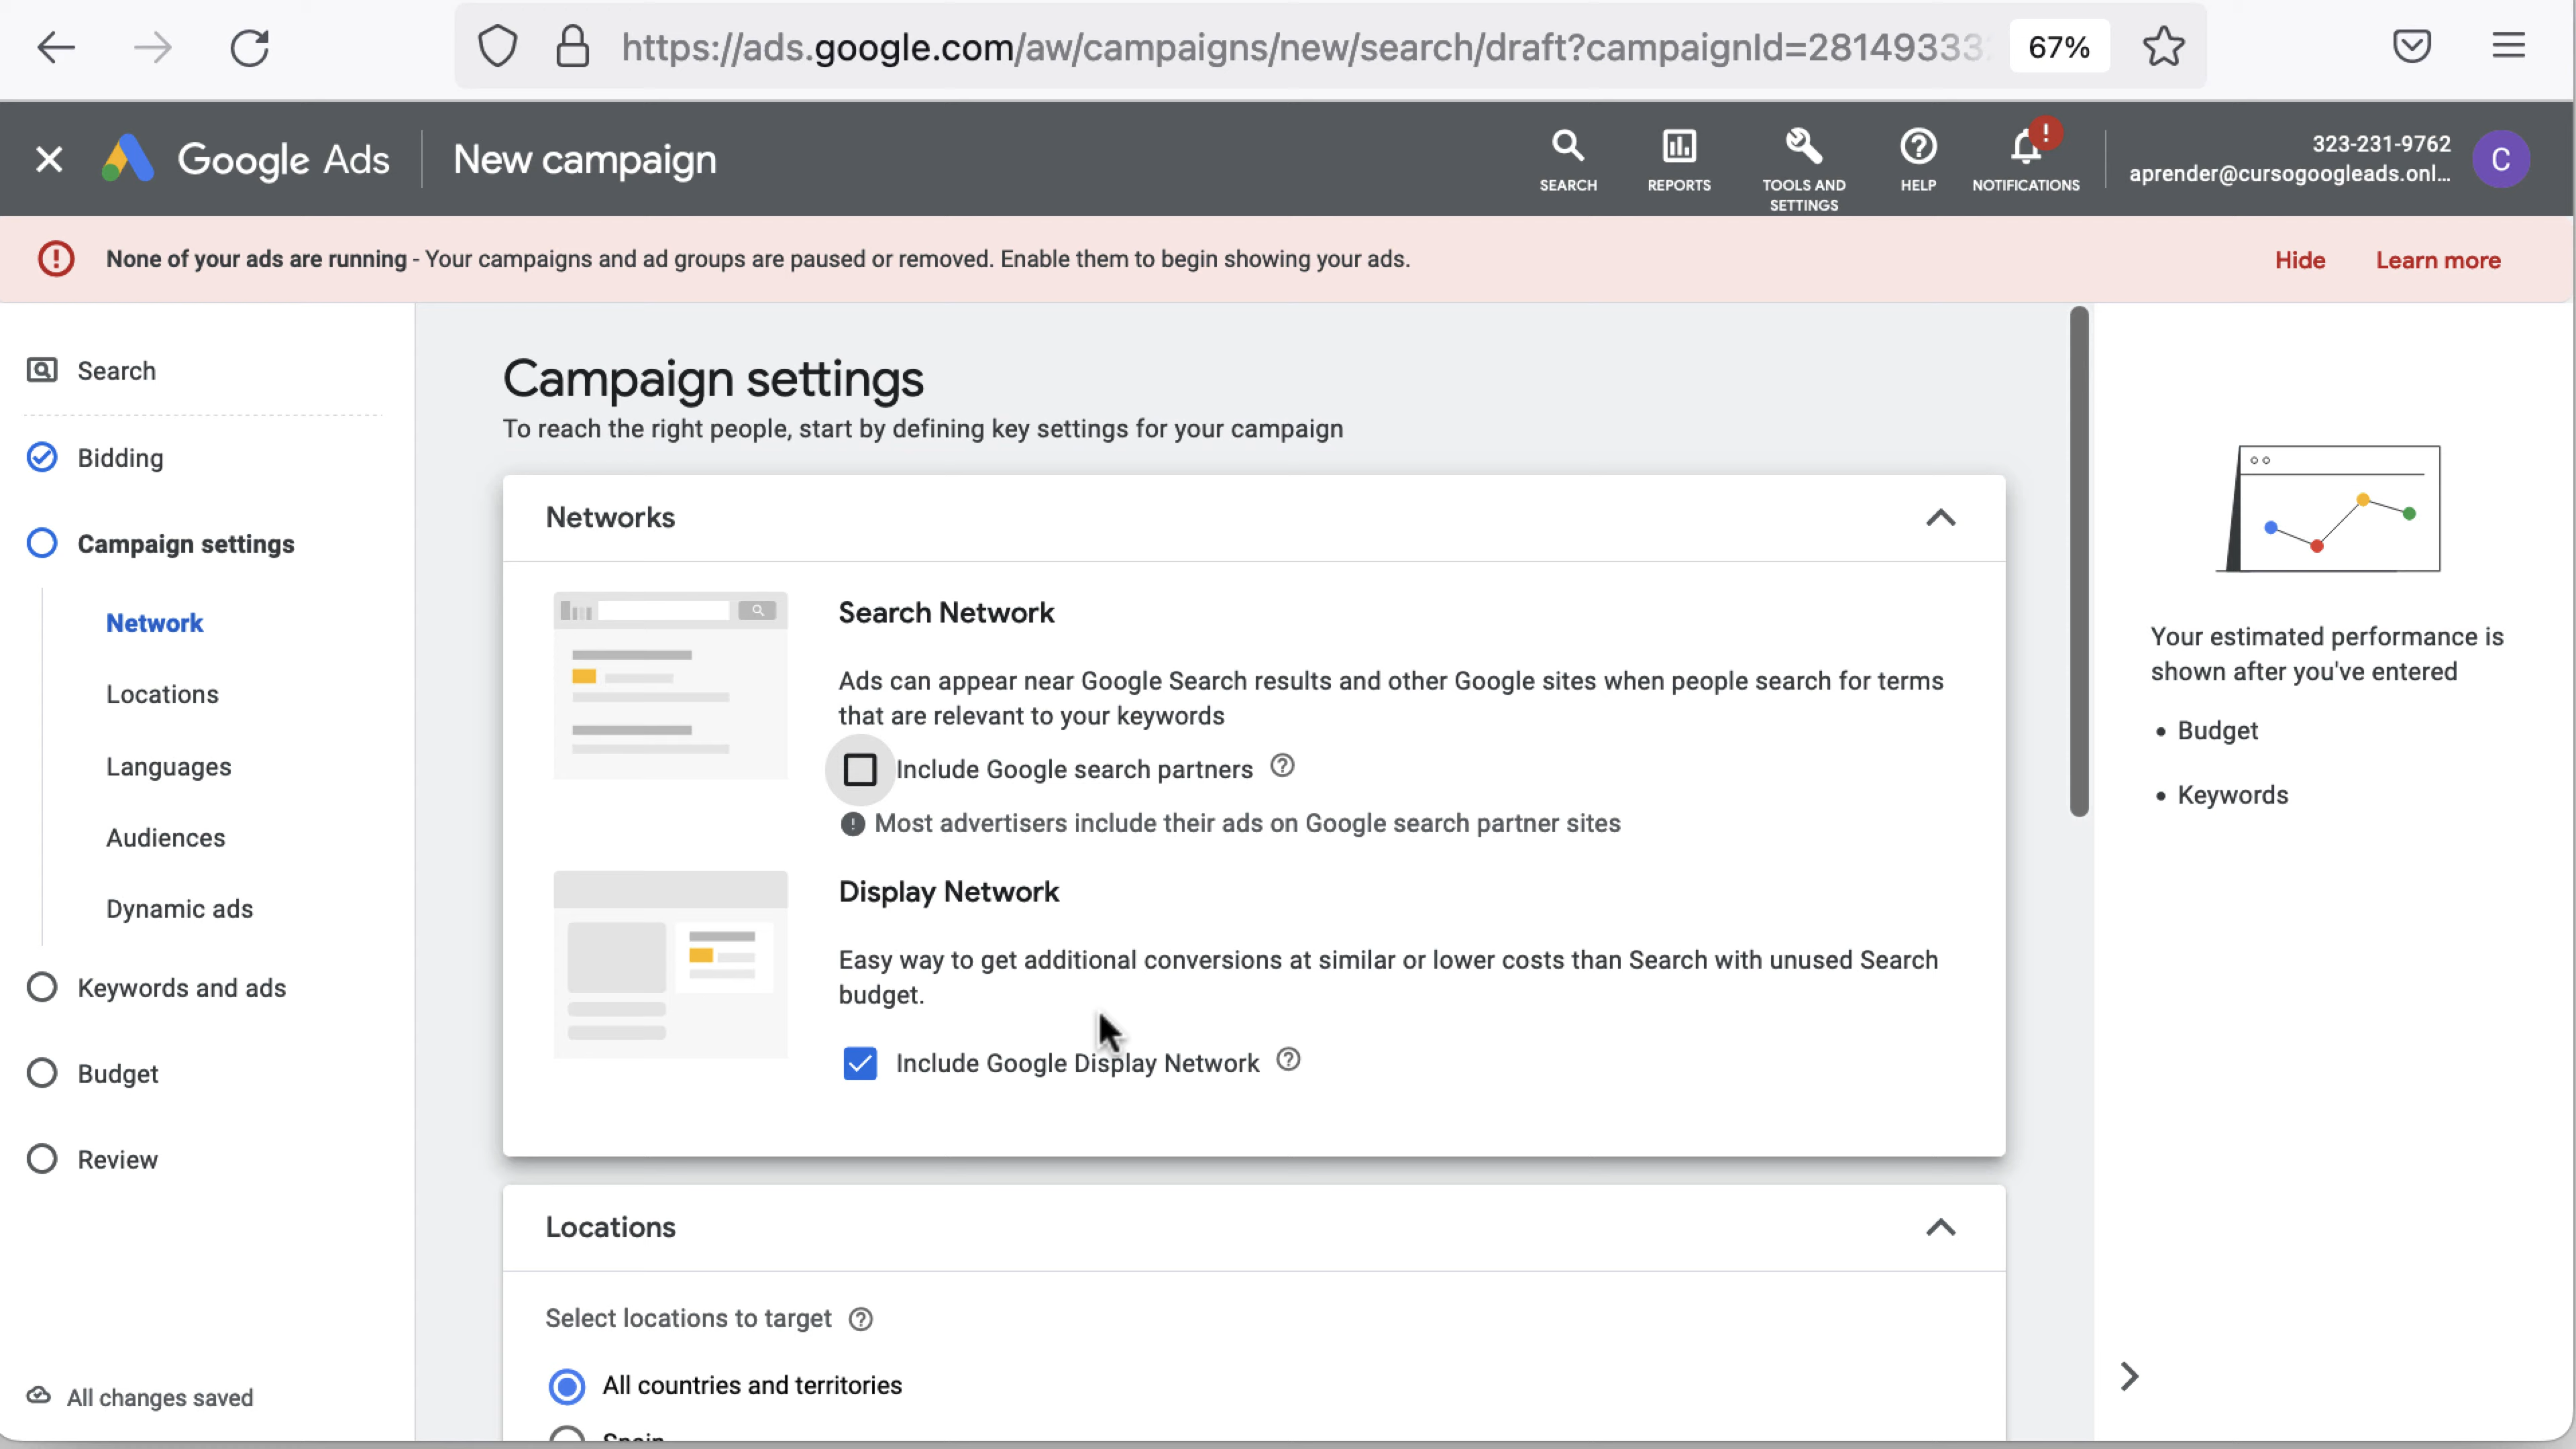 https://ads.google.com/aw/campaigns/new/search/draft?campaignId=281493333
67%
Google Ads
New campaign
SEARCH
REPORTS
TOOLS AND
SETTINGS
HELP
NOTIFICATIONS
323-231-9762
aprender@cursogoogleads.onl...
C
None of your ads are running - Your campaigns and ad groups are paused or removed. Enable them to begin showing your ads.
Hide
Learn more
Search
Bidding
Campaign settings
Network
Locations
Languages
Audiences
Dynamic ads
Keywords and ads
Budget
Review
All changes saved
Campaign settings
To reach the right people, start by defining key settings for your campaign
Networks
Search Network
Ads can appear near Google Search results and other Google sites when people search for terms
that are relevant to your keywords
Include Google search partners
Most advertisers include their ads on Google search partner sites
Display Network
Easy way to get additional conversions at similar or lower costs than Search with unused Search
budget.
Include Google Display Network
Locations
Select locations to target
All countries and territories
Spain
Your estimated performance is
shown after you've entered
• Budget
• Keywords